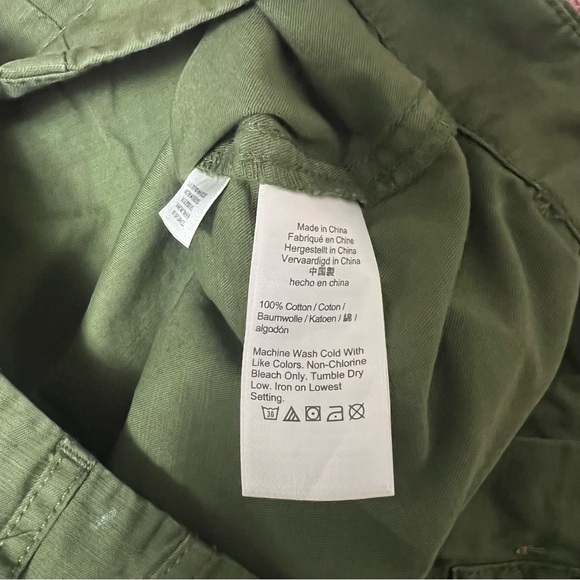 Made in China
Fabriqué en Chine
Hergestellt in China
Vervaardigd in China
中国製
hecho en china
100% Cotton / Coton /
Baumwolle / Katoen / 綿 /
algodón
Machine Wash Cold With
Like Colors. Non-Chlorine
Bleach Only. Tumble Dry
Low. Iron on Lowest
Setting.
30